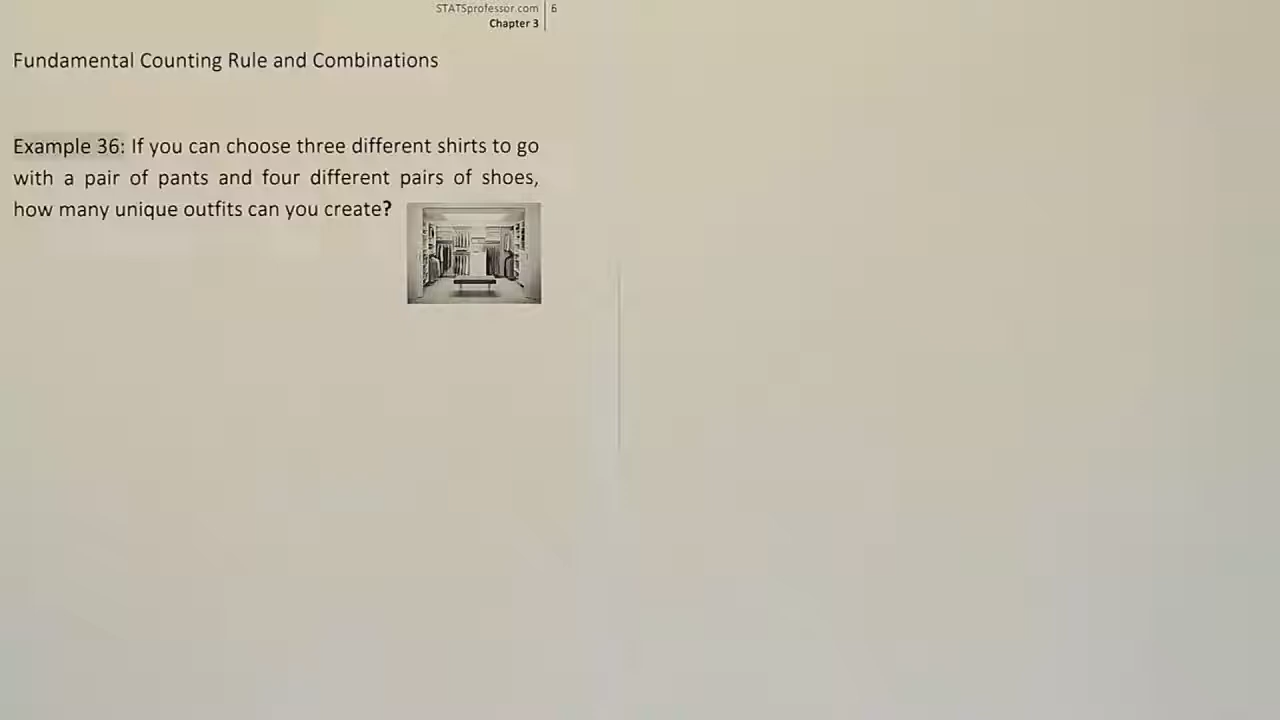 STATSprofessor.com 6
Chapter 3
Fundamental Counting Rule and Combinations
Example 36: If you can choose three different shirts to go
with a pair of pants and four different pairs of shoes,
how many unique outfits can you create?